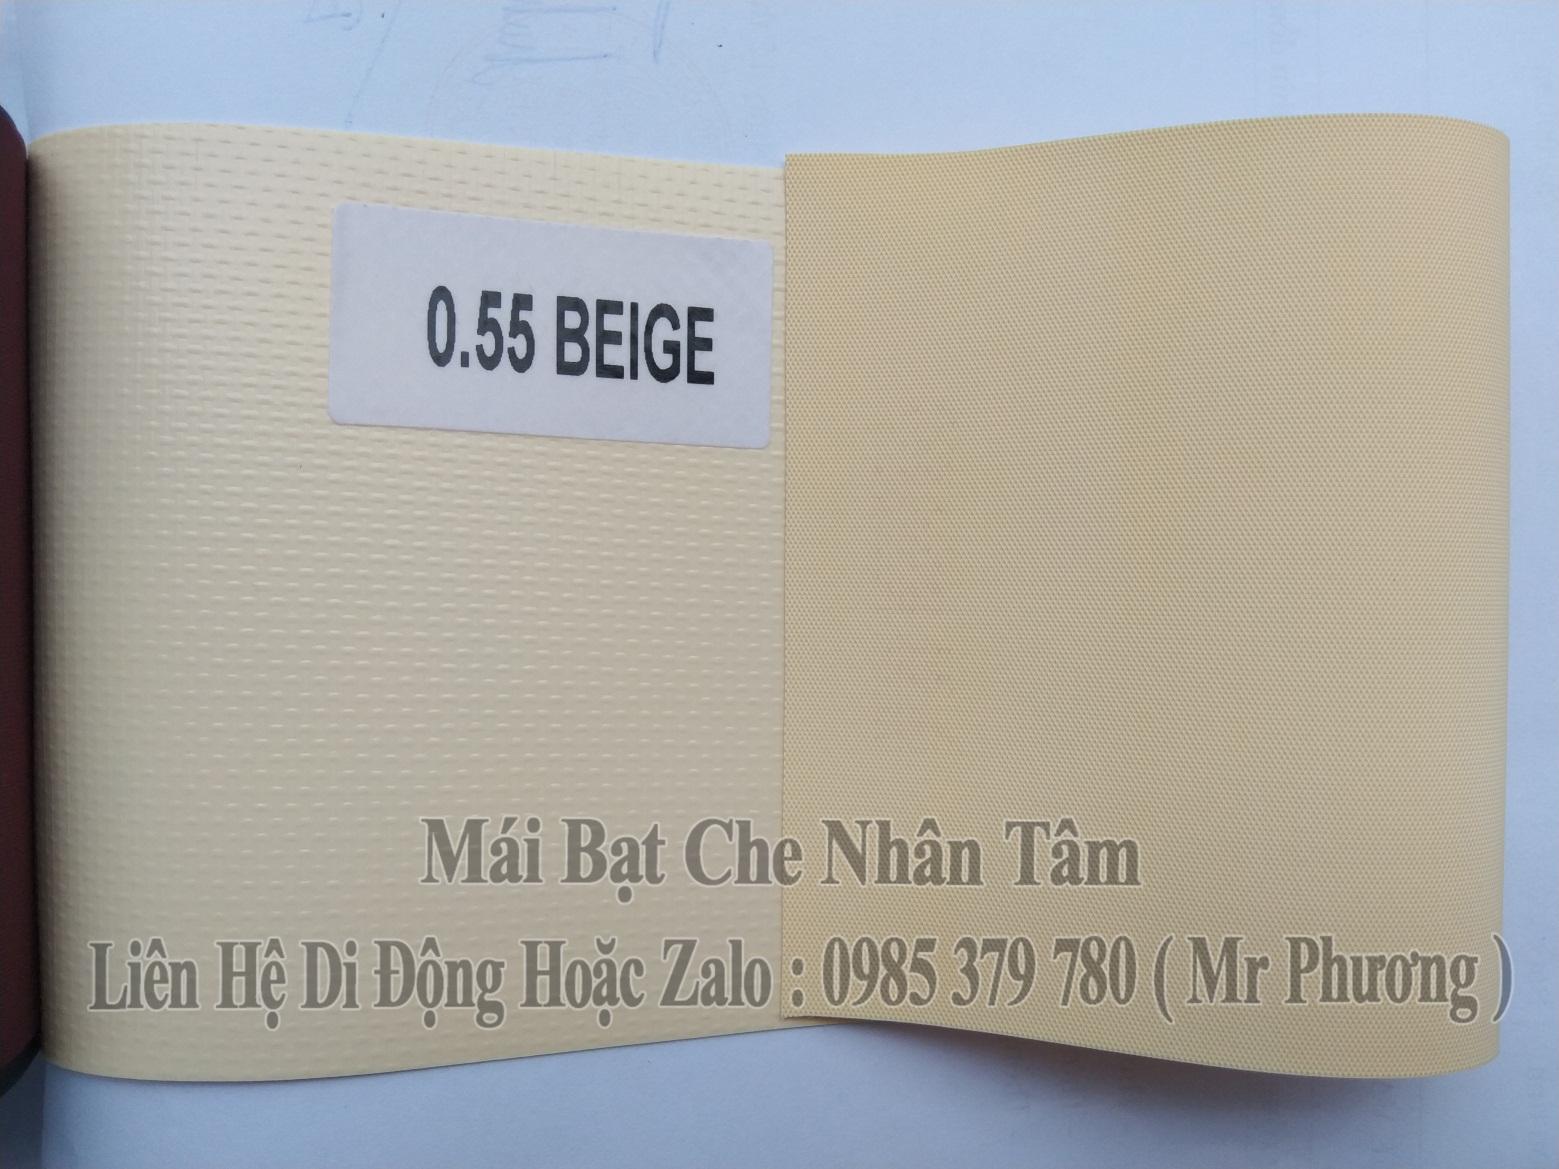 0.55 BEIGE
Mái Bạt Che Nhân Tâm
Liên Hệ Di Động Hoặc Zalo : 0985 379 780 ( Mr Phương )